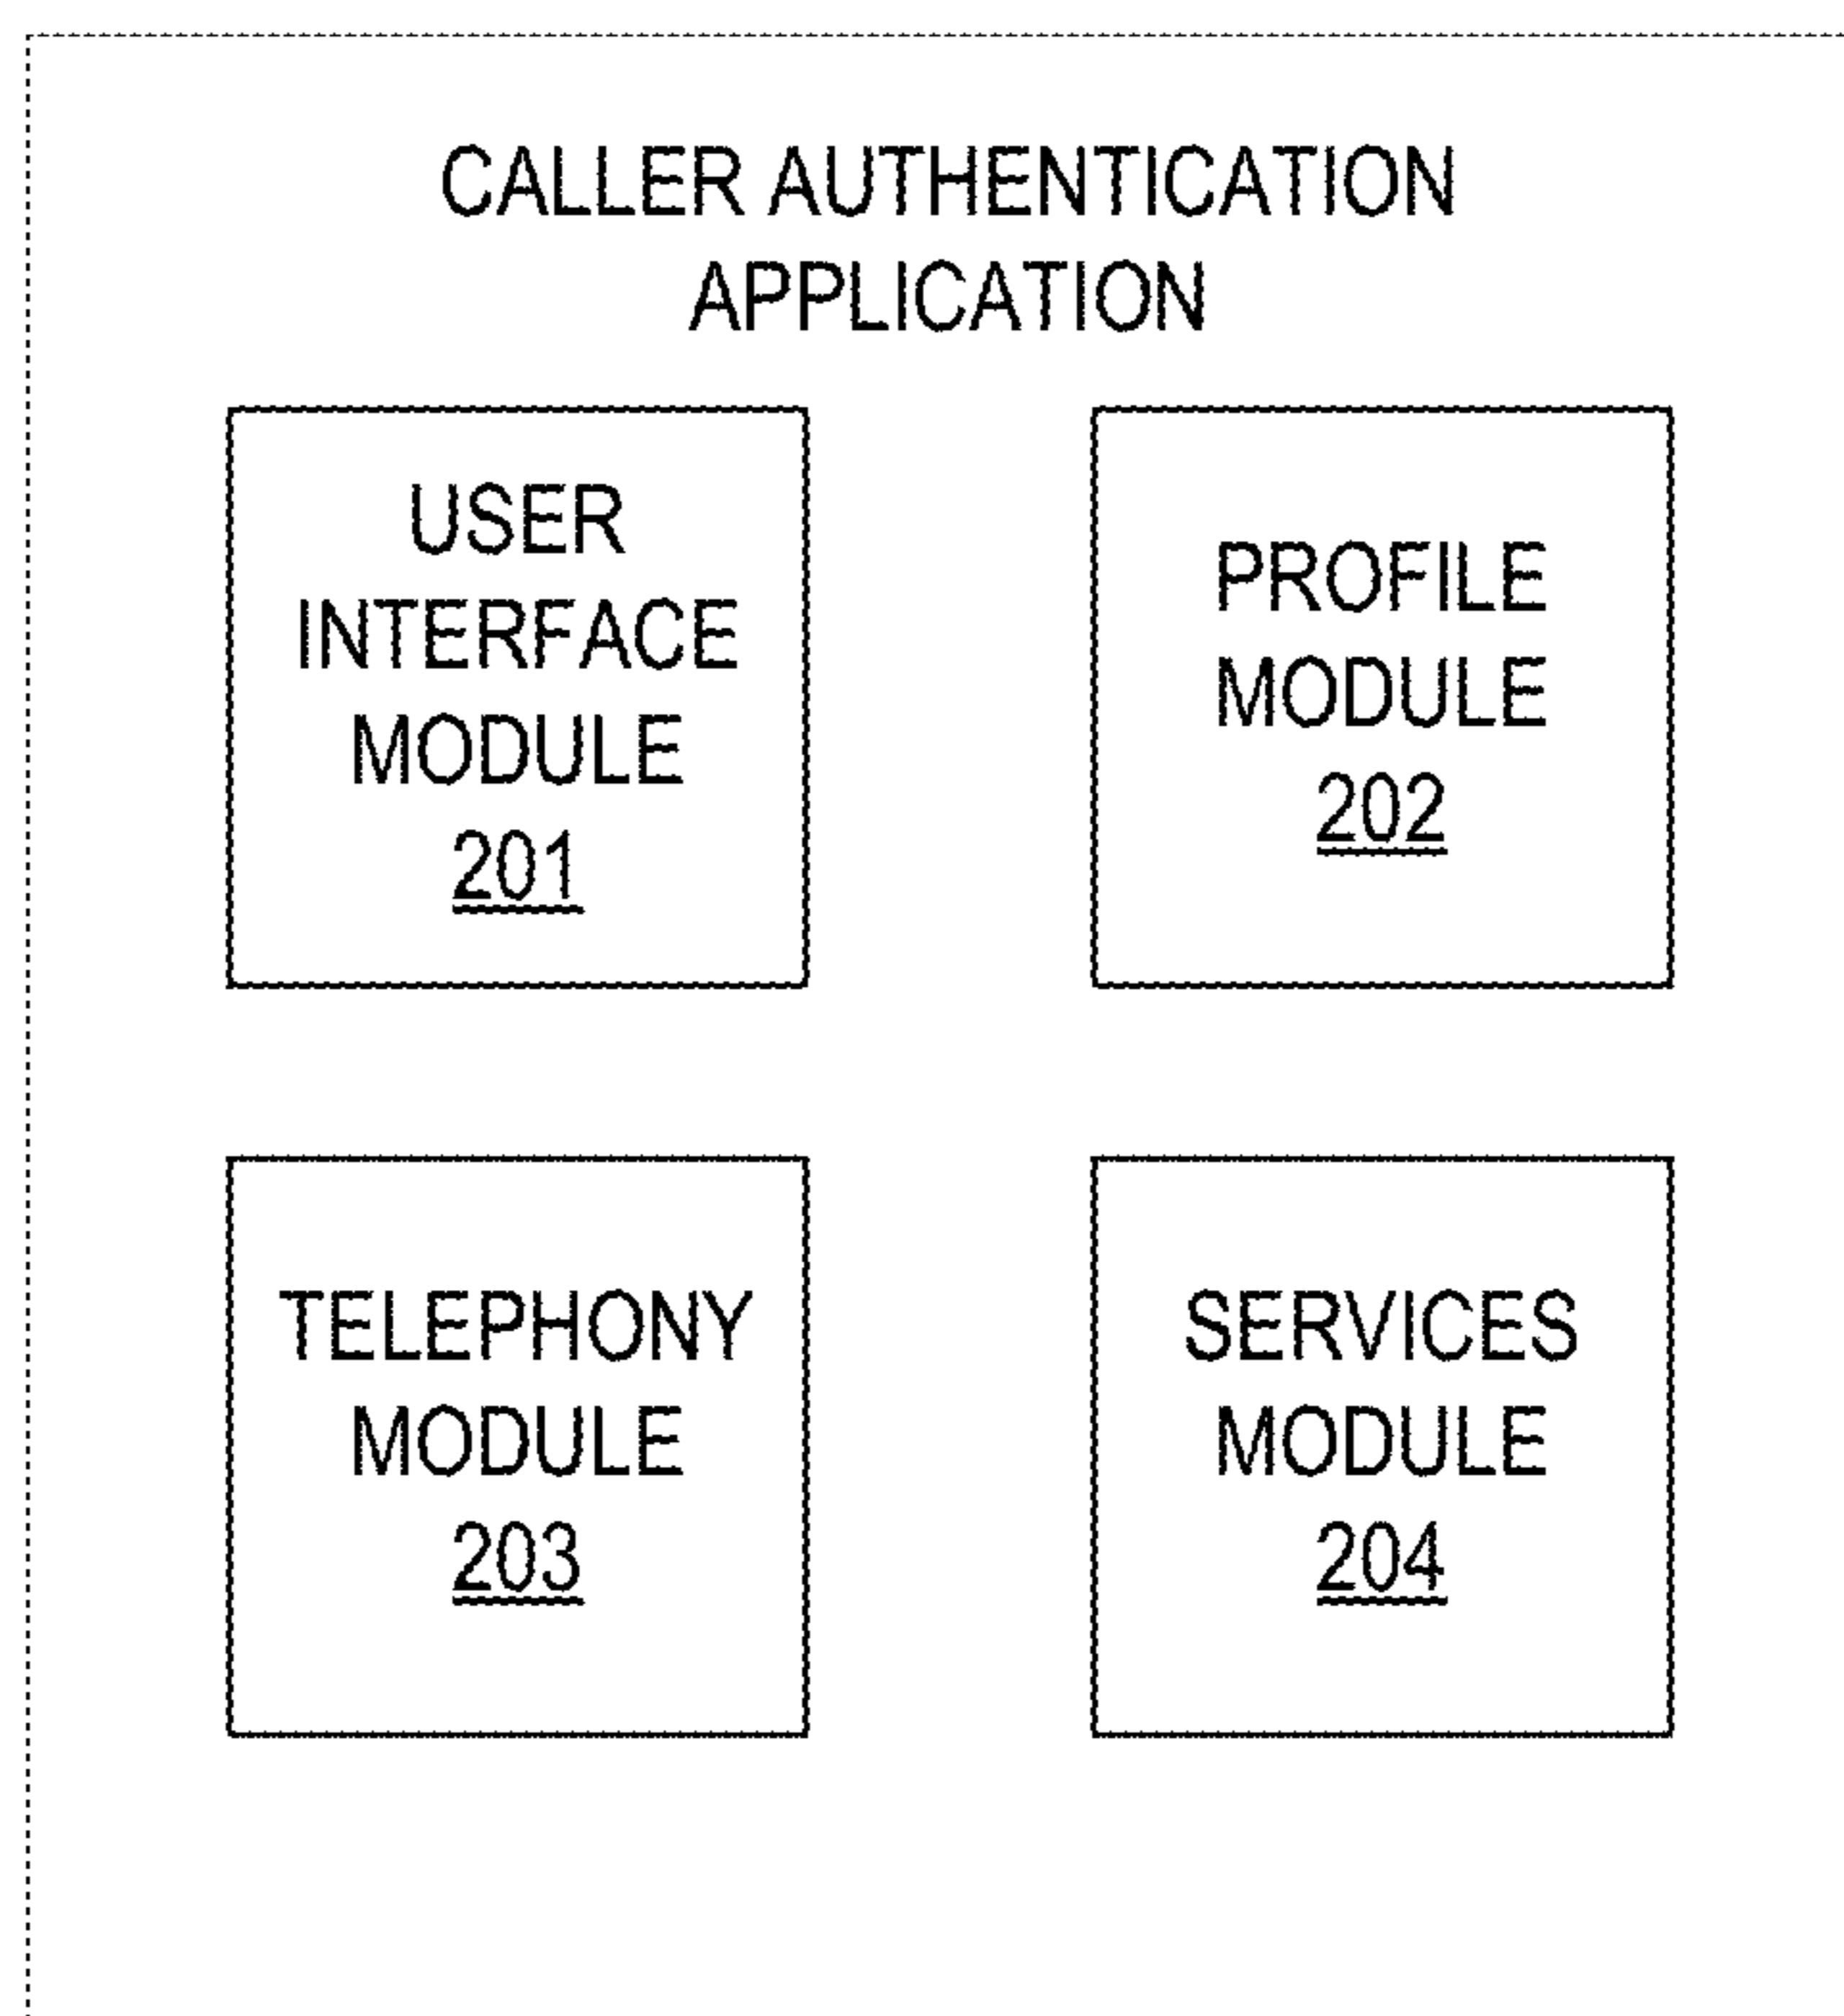 CALLER AUTHENTICATION
APPLICATION
USER
INTERFACE
MODULE
201
PROFILE
MODULE
202
TELEPHONY
MODULE
203
SERVICES
MODULE
204